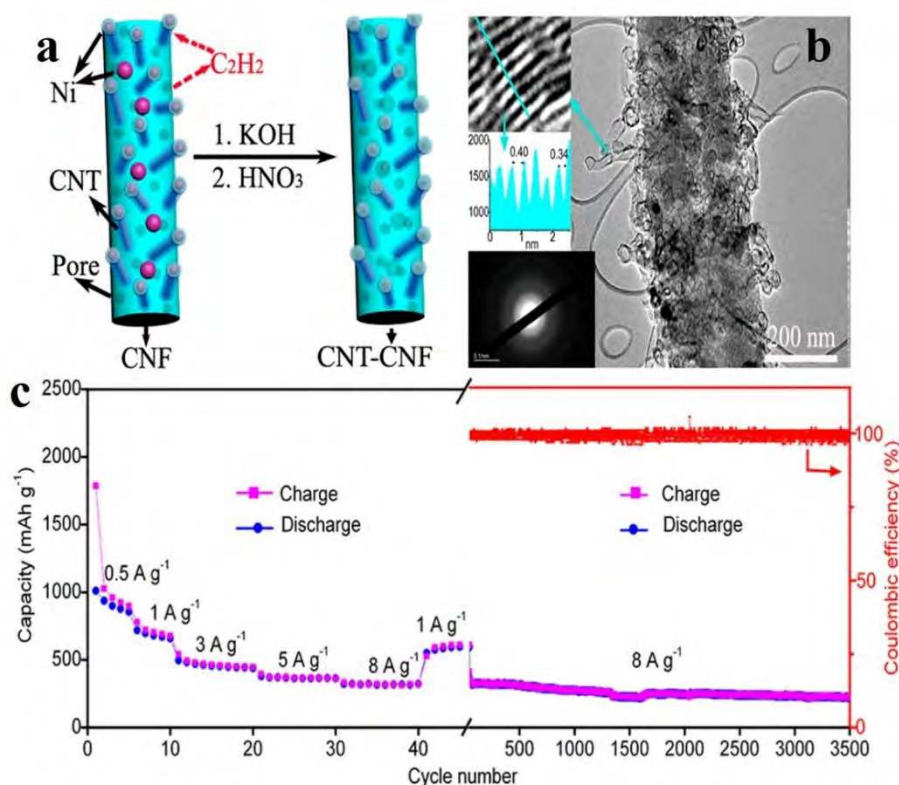 a
C₂H₂
Ni
CNT
Pore
CNF
1. KOH
2. HNO₃
CNT-CNF
b
2000
1500
1000
0.40
0.34
0 1 2
nm
200 nm
c
2500
2000
1500
1000
500
0
Capacity (mAh g⁻¹)
Charge
Discharge
0.5 A g⁻¹
1 A g⁻¹
3 A g⁻¹
5 A g⁻¹
8 A g⁻¹
1 A g⁻¹
Charge
Discharge
8 A g⁻¹
100
50
0
Coulombic efficiency (%)
0 10 20 30 40 500 1000 1500 2000 2500 3000 3500
Cycle number